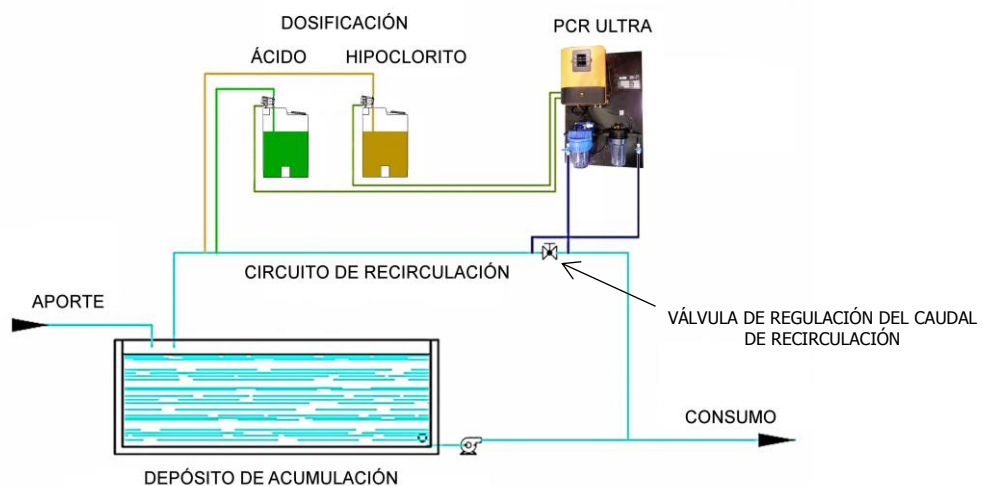 DOSIFICACIÓN
PCR ULTRA
ÁCIDO
HIPOCLORITO
CIRCUITO DE RECIRCULACIÓN
APORTE
VÁLVULA DE REGULACIÓN DEL CAUDAL
DE RECIRCULACIÓN
CONSUMO
DEPÓSITO DE ACUMULACIÓN